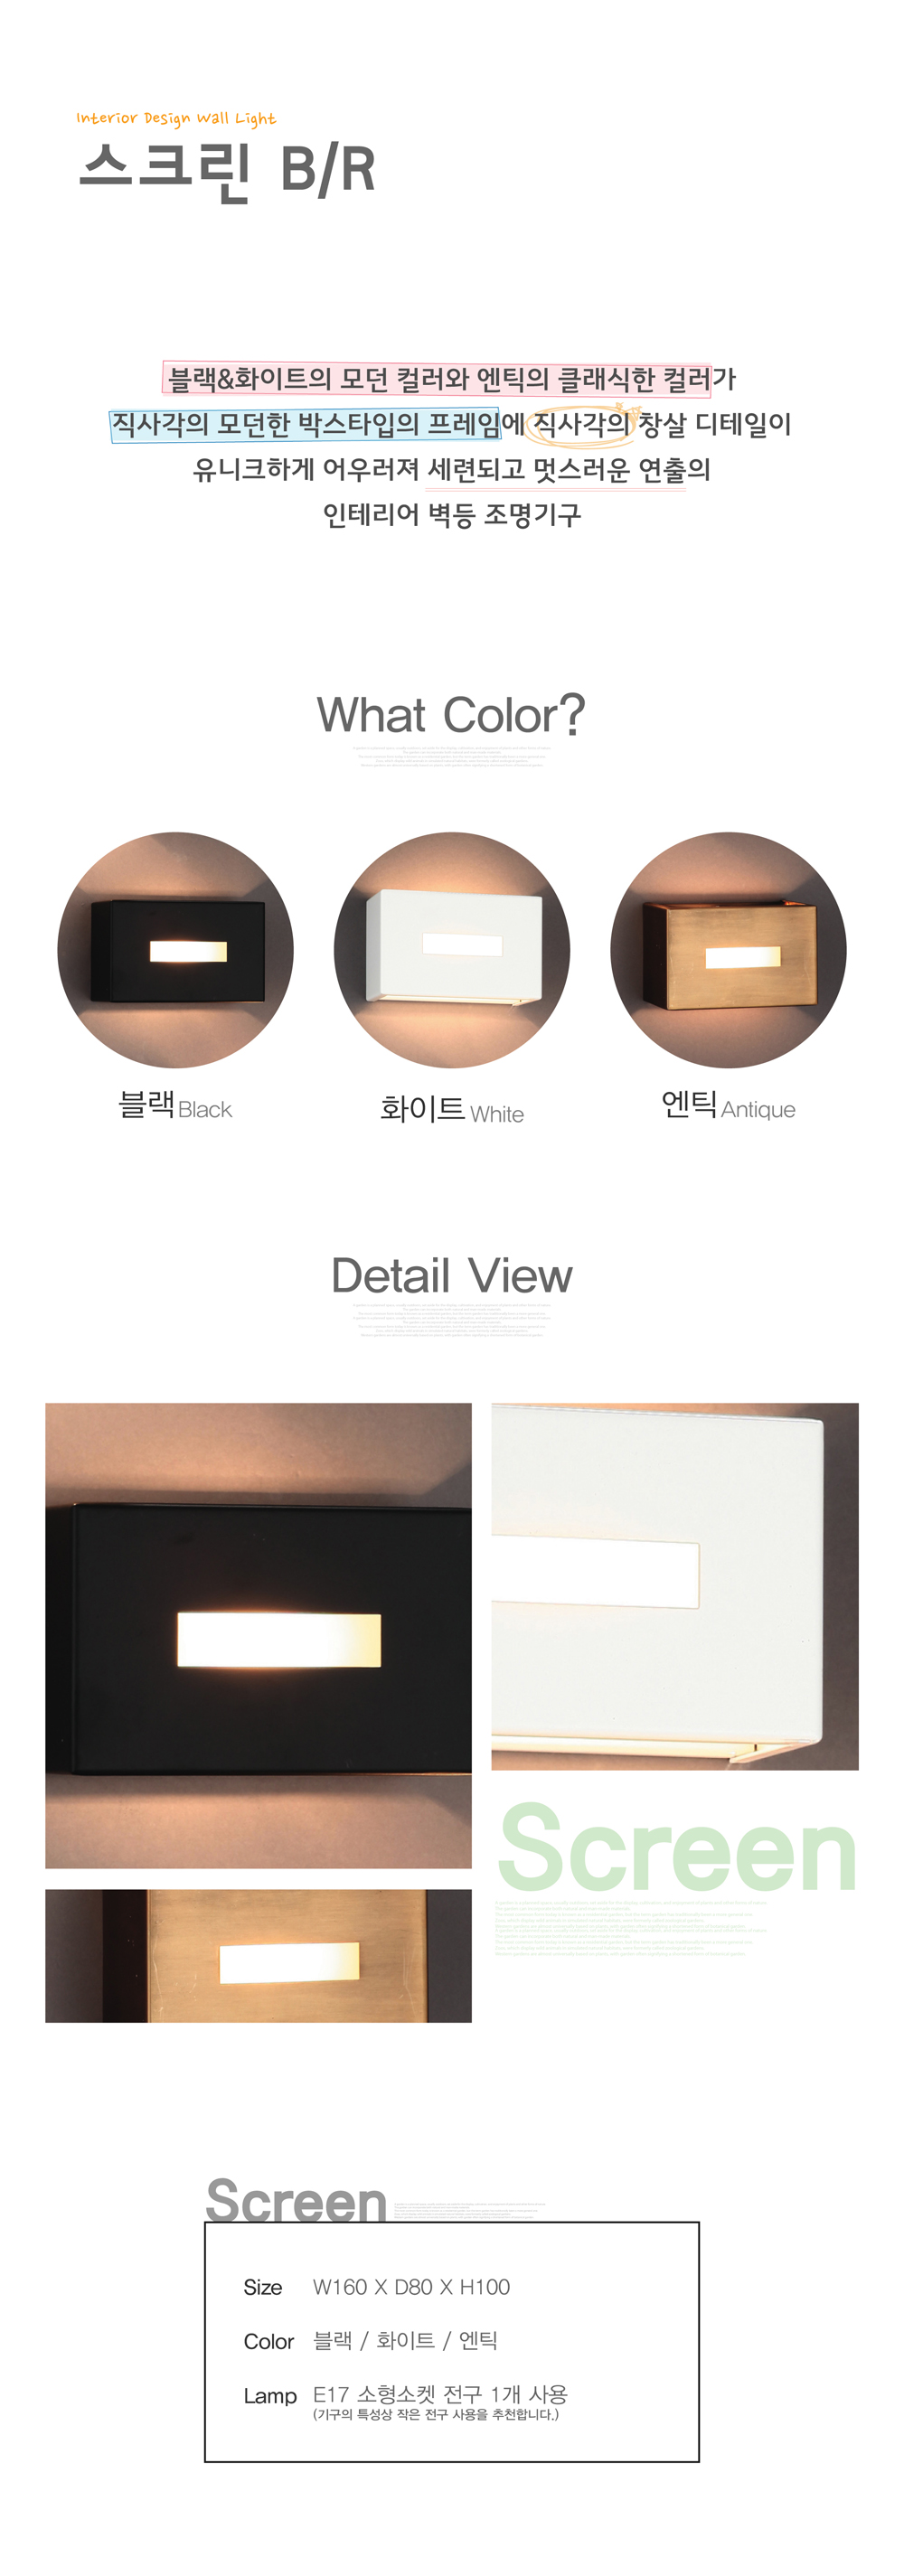 Interior Design Wall Light
스크린 B/R
블랙&화이트의 모던 컬러와 엔틱의 클래식한 컬러가
직사각의 모던한 박스타입의 프레임에 직사각의 창살 디테일이
유니크하게 어우러져 세련되고 멋스러운 연출의
인테리어 벽등 조명기구
What Color?
블랙 Black
화이트 White
엔틱 Antique
Detail View
Screen
Screen
Size W160 X D80 X H100
Color 블랙 / 화이트 / 엔틱
Lamp E17 소형소켓 전구 1개 사용
(기구의 특성상 작은 전구 사용을 추천합니다.)